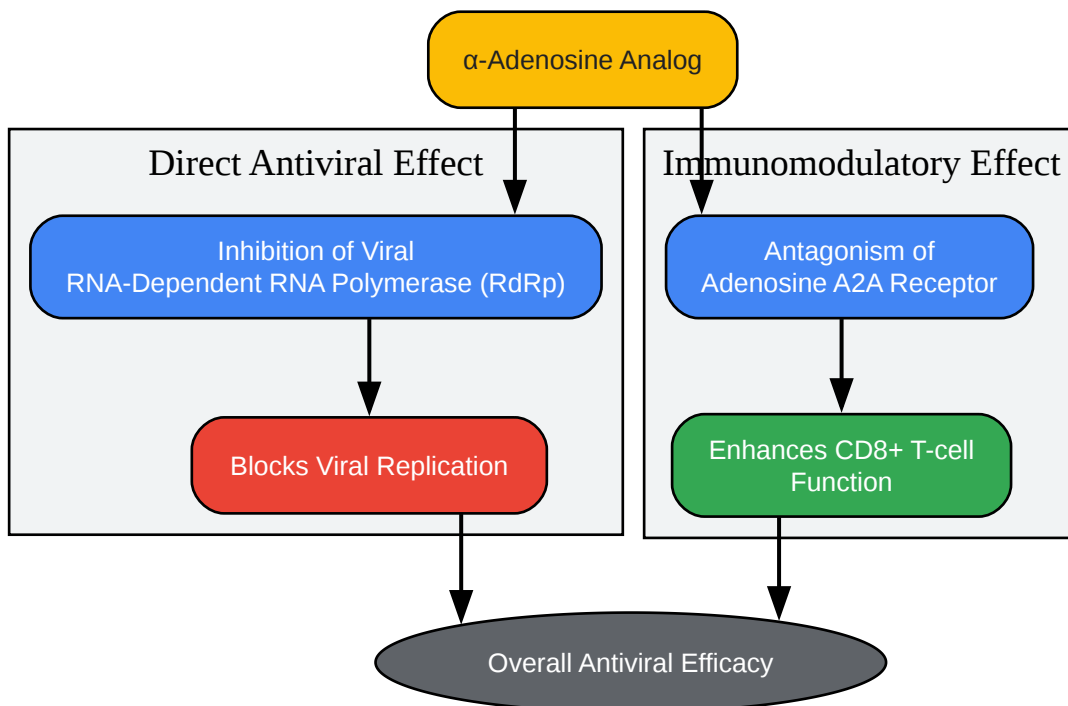 α-Adenosine Analog
Direct Antiviral Effect
Inhibition of Viral
RNA-Dependent RNA Polymerase (RdRp)
Blocks Viral Replication
Immunomodulatory Effect
Antagonism of
Adenosine A2A Receptor
Enhances CD8+ T-cell
Function
Overall Antiviral Efficacy